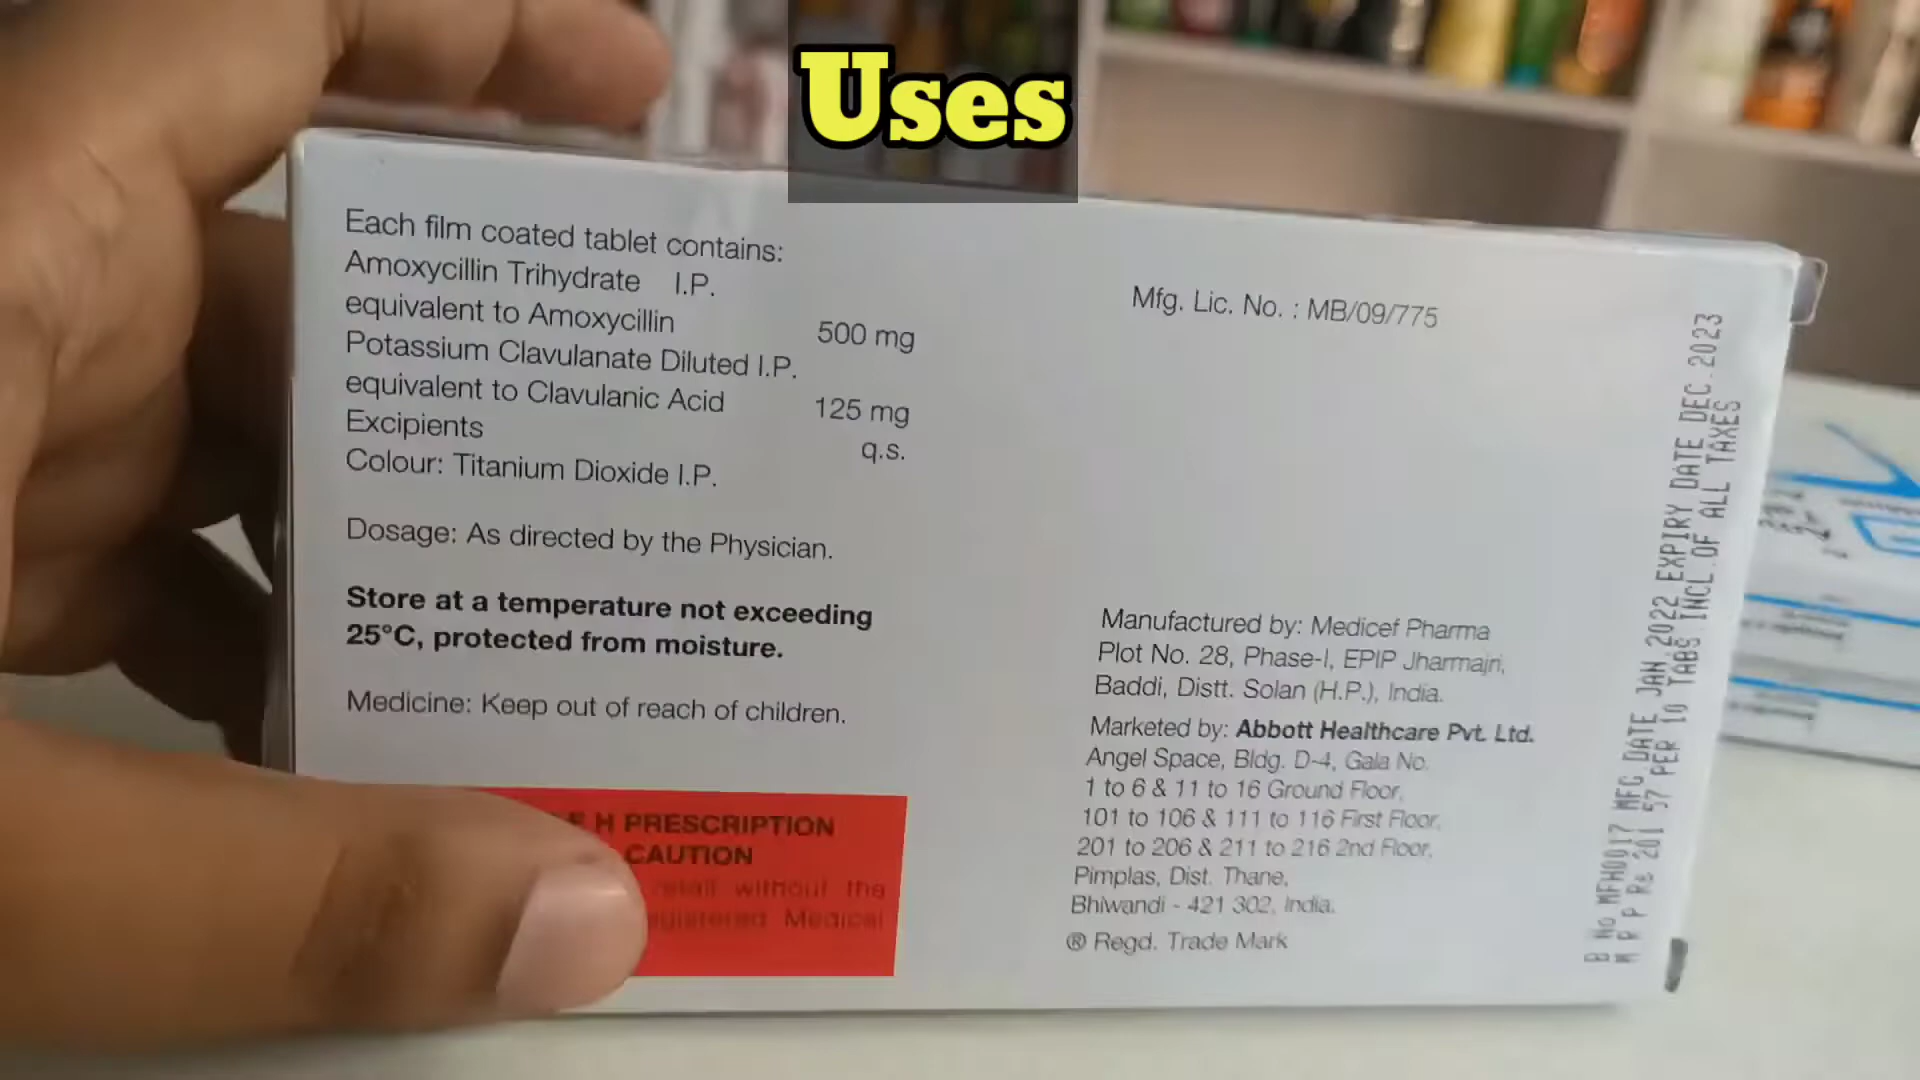 Uses
Each film coated tablet contains:
Amoxycillin Trihydrate I.P.
equivalent to Amoxycillin 500 mg
Potassium Clavulanate Diluted I.P.
equivalent to Clavulanic Acid 125 mg
Excipients q.s.
Colour: Titanium Dioxide I.P.
Dosage: As directed by the Physician.
Store at a temperature not exceeding
25°C, protected from moisture.
Medicine: Keep out of reach of children.
H PRESCRIPTION
CAUTION
retail without the
Medical
Mfg. Lic. No. : MB/09/775
Manufactured by: Medicef Pharma
Plot No. 28, Phase-I, EPIP Jharmajri,
Baddi, Distt. Solan (H.P.), India.
Marketed by: Abbott Healthcare Pvt. Ltd.
Angel Space, Bldg. D-4, Gala No.
1 to 6 & 11 to 16 Ground Floor,
101 to 106 & 111 to 116 First Floor,
201 to 206 & 211 to 216 2nd Floor,
Pimplas, Dist. Thane,
Bhiwandi - 421 302, India.
® Regd. Trade Mark
B No MFH0017 MFG DATE JAN.2022 EXPIRY DATE DEC.2023
M R P Rs 201 57 PER 10 TABS INCL.OF ALL TAXES